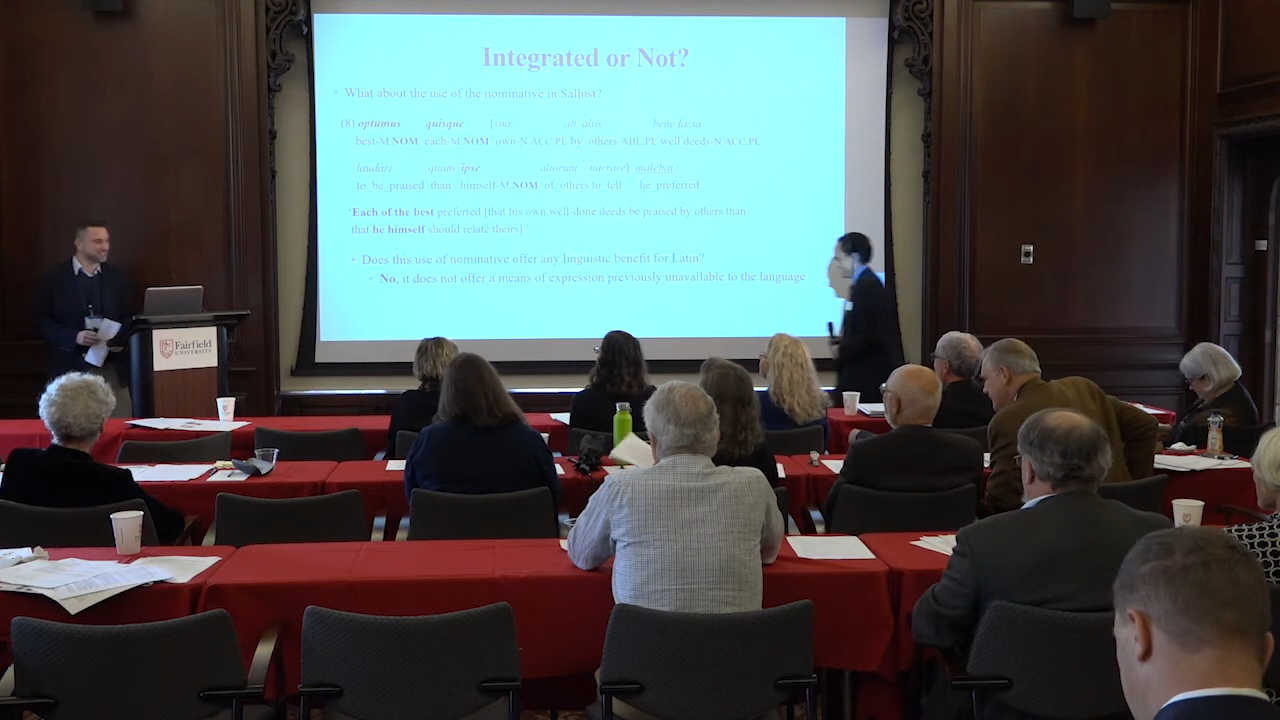 Integrated or Not?
What about the use of the nominative in Sallust?
(8) optumus quisque [sua ab aliis bene facta
best-M.NOM each-M.NOM own-N.ACC.PL by others-ABL.PL well deeds-N.ACC.PL
laudari quam ipse aliorum narrare] malebat
to_be_praised than himself-M.NOM of_others to_tell he_preferred
‘Each of the best preferred [that his own well-done deeds be praised by others than
that he himself should relate theirs].’
Does this use of nominative offer any linguistic benefit for Latin?
No, it does not offer a means of expression previously unavailable to the language
Fairfield
UNIVERSITY